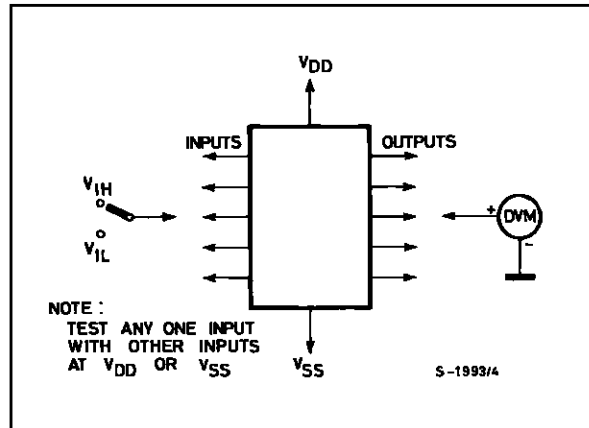 VDD
INPUTS
OUTPUTS
VIH
VIL
+
DVM
-
NOTE :
TEST ANY ONE INPUT
WITH OTHER INPUTS
AT VDD OR VSS
VSS
S-1993/4